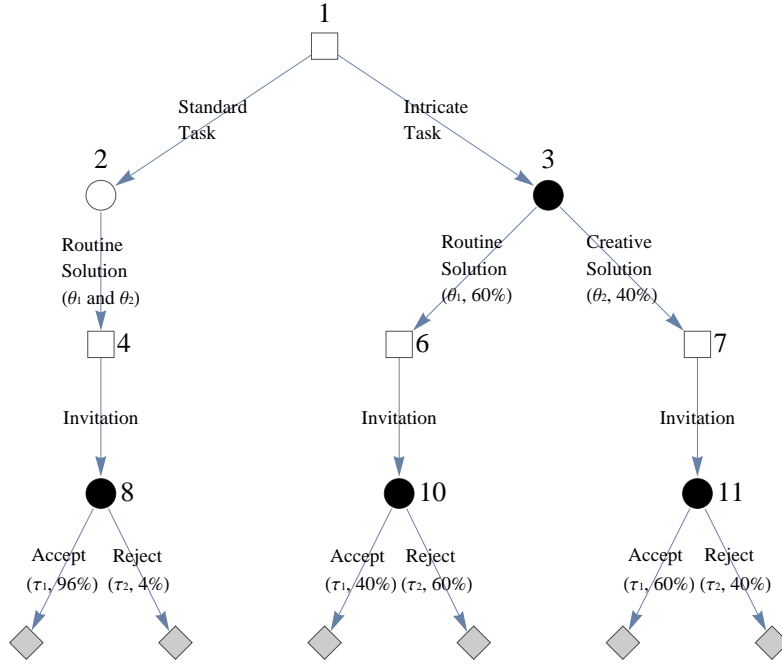 1
Standard
Task
Intricate
Task
2
3
Routine
Solution
(θ₁ and θ₂)
Routine
Solution
(θ₁, 60%)
Creative
Solution
(θ₂, 40%)
4
6
7
Invitation
Invitation
Invitation
8
10
11
Accept
(τ₁, 96%)
Reject
(τ₂, 4%)
Accept
(τ₁, 40%)
Reject
(τ₂, 60%)
Accept
(τ₁, 60%)
Reject
(τ₂, 40%)